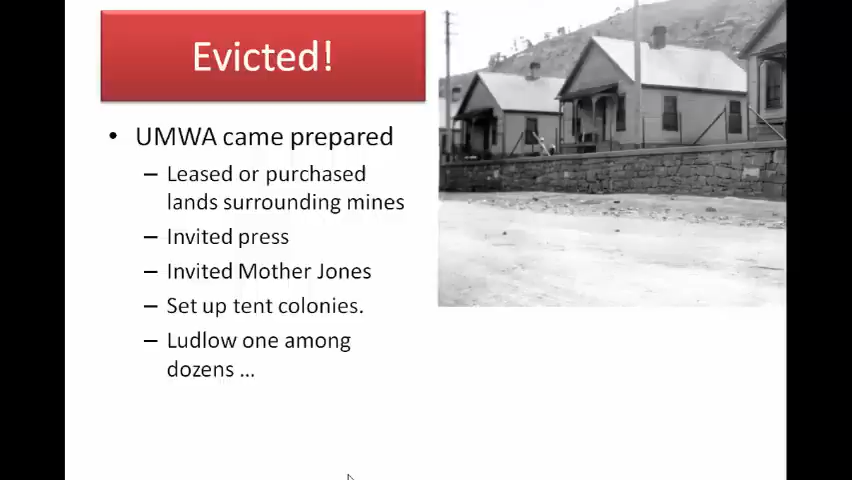 Evicted!
• UMWA came prepared
– Leased or purchased
lands surrounding mines
– Invited press
– Invited Mother Jones
– Set up tent colonies.
– Ludlow one among
dozens …